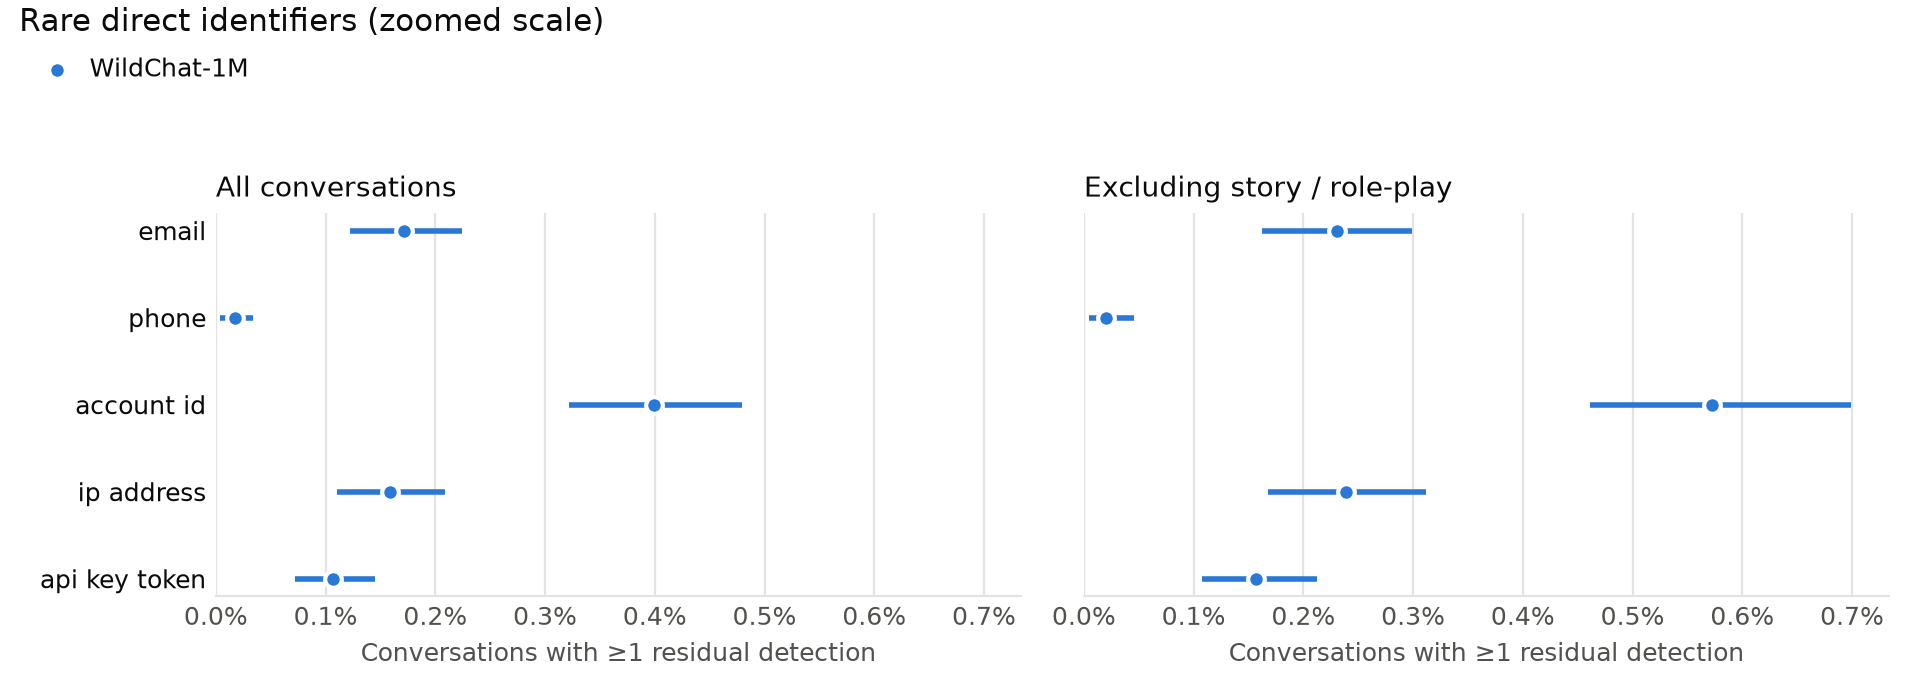 Rare direct identifiers (zoomed scale)
WildChat-1M
All conversations
email
phone
account id
ip address
api key token
0.0% 0.1% 0.2% 0.3% 0.4% 0.5% 0.6% 0.7%
Conversations with ≥1 residual detection
Excluding story / role-play
0.0% 0.1% 0.2% 0.3% 0.4% 0.5% 0.6% 0.7%
Conversations with ≥1 residual detection